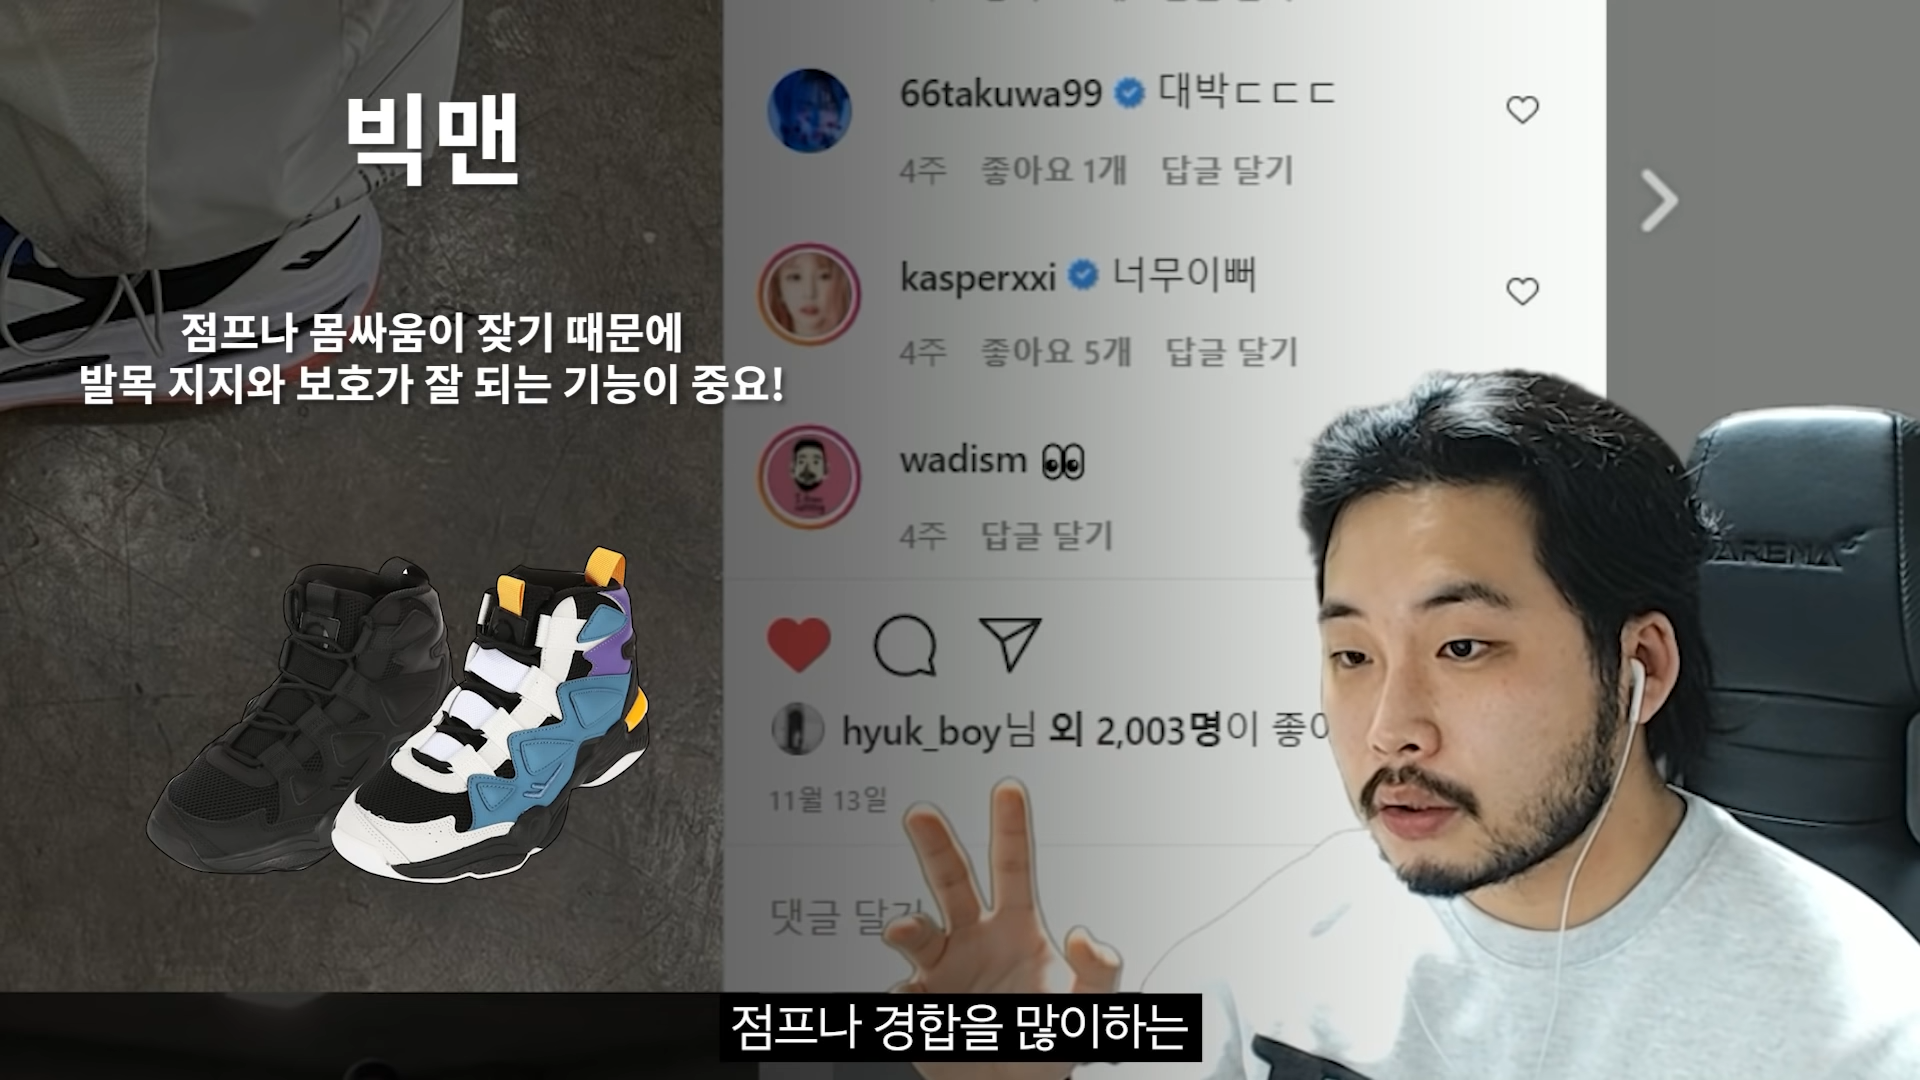 빅맨
점프나 몸싸움이 잦기 때문에
발목 지지와 보호가 잘 되는 기능이 중요!
66takuwa99 대박ㄷㄷㄷ
4주 좋아요 1개 답글 달기
kasperxxi 너무이뻐
4주 좋아요 5개 답글 달기
wadism 👀
4주 답글 달기
hyuk_boy님 외 2,003명이 좋아
11월 13일
댓글 달기
ARENA
점프나 경합을 많이하는